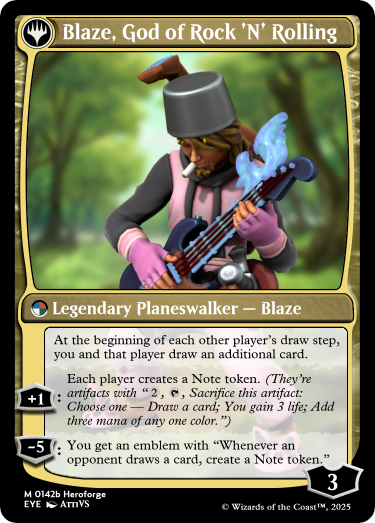 Blaze, God of Rock 'N' Rolling
Legendary Planeswalker — Blaze
At the beginning of each other player's draw step,
you and that player draw an additional card.
+1: Each player creates a Note token. (They're
artifacts with “2, , Sacrifice this artifact:
Choose one — Draw a card; You gain 3 life; Add
three mana of any one color.”)
-5: You get an emblem with “Whenever an
opponent draws a card, create a Note token.”
3
M 0142b Heroforge
EYE AttiVS
© Wizards of the Coast™, 2025